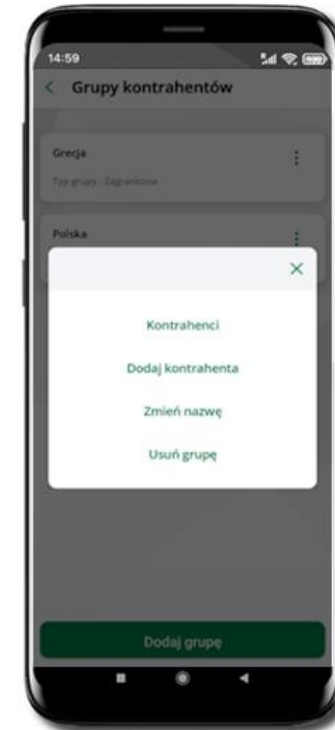 14:59
Grupy kontrahentów
Grecja
Typ grupy: Zagraniczna
Polska
Kontrahenci
Dodaj kontrahenta
Zmień nazwę
Usuń grupę
Dodaj grupę